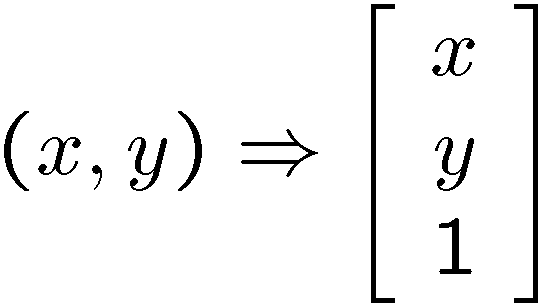 (x, y) ⇒ [ x
y
1 ]